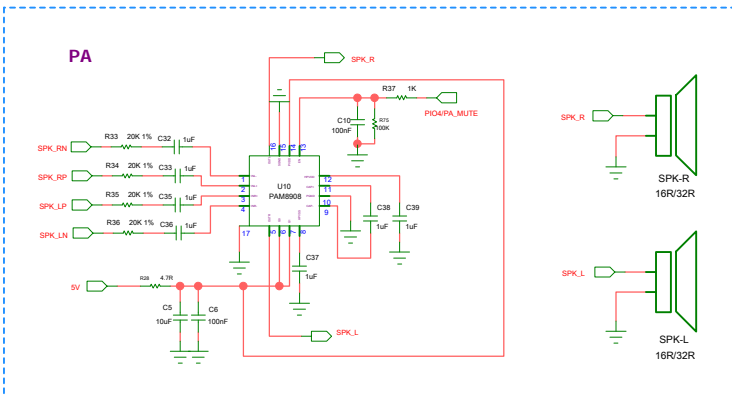 PA
SPK_R
R37 1K
PIO4/PA_MUTE
C10
100nF
R75
100K
R33 20K 1% C32 1uF
SPK_RN
R34 20K 1% C33 1uF
SPK_RP
R35 20K 1% C35 1uF
SPK_LP
R36 20K 1% C36 1uF
SPK_LN
16 15 14 13
1 2 3 4
U10
PAM8908
12 11 10 9
17 5 6 7 8
C38
1uF
C39
1uF
C37
1uF
5V
4.7R
C5
10uF
C6
100nF
SPK_L
SPK_R
SPK-R
16R/32R
SPK_L
SPK-L
16R/32R